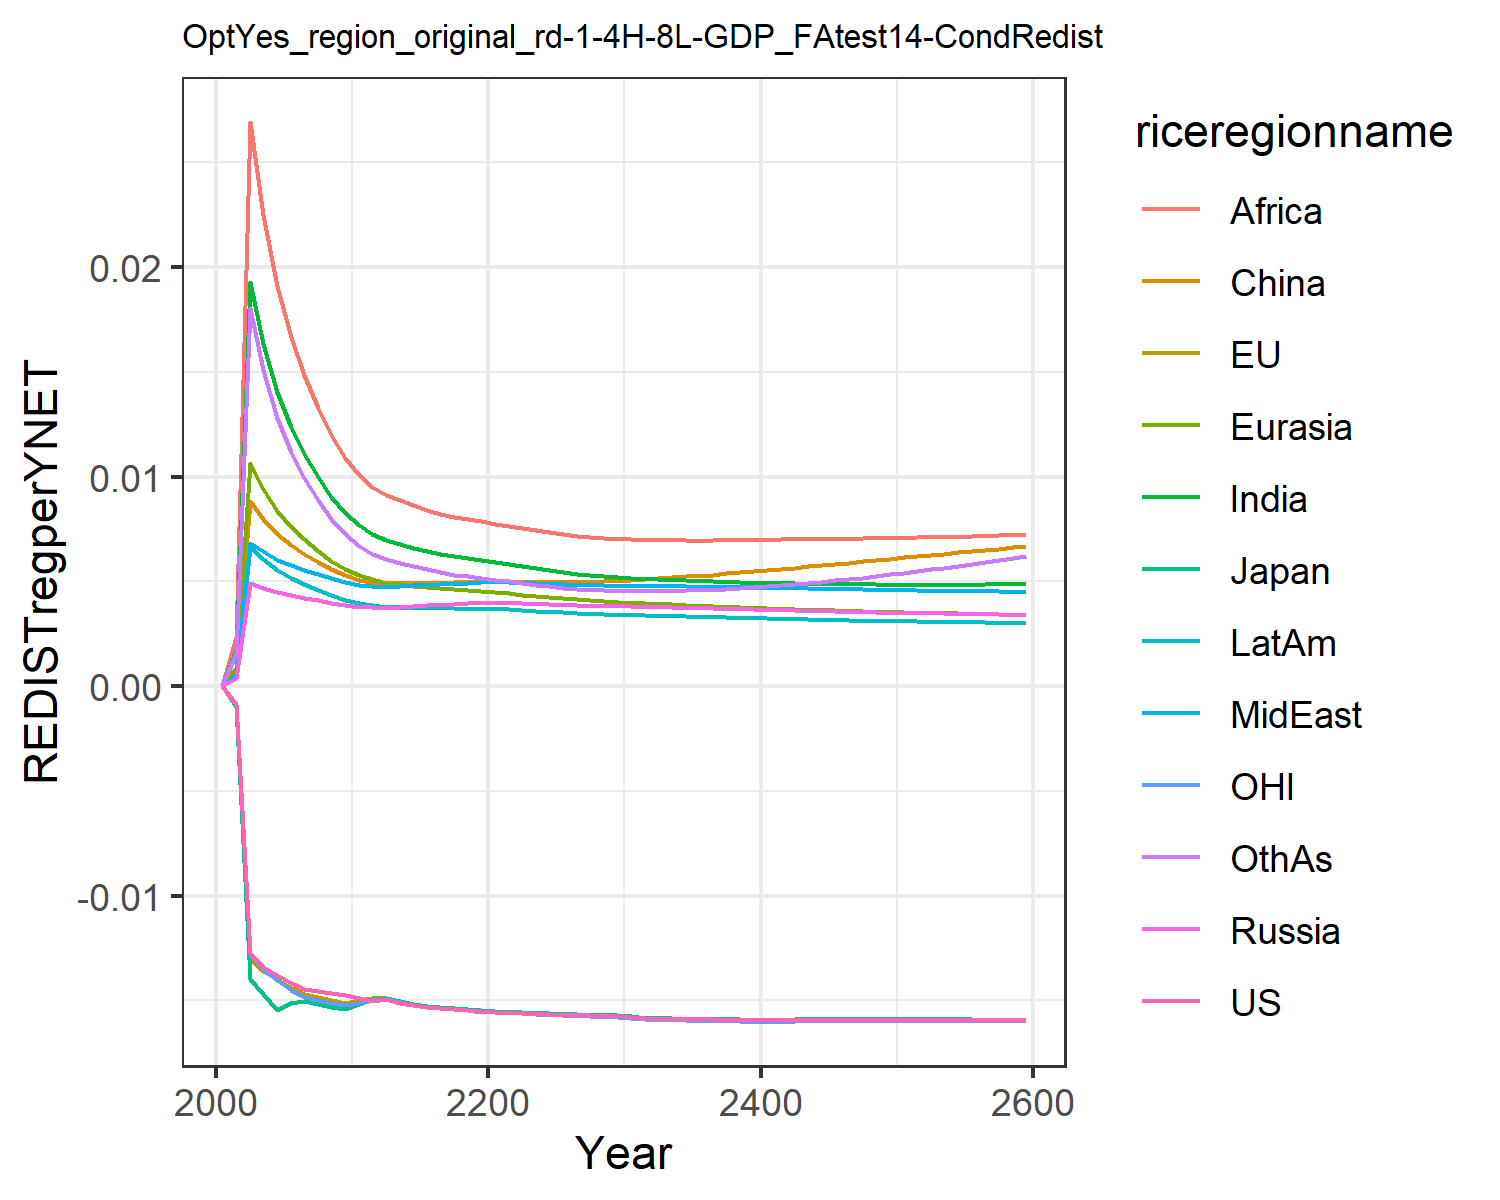 OptYes_region_original_rd-1-4H-8L-GDP_FAtest14-CondRedist
REDISTregperYNET
0.02
0.01
0.00
-0.01
2000 2200 2400 2600
Year
riceregionname
Africa
China
EU
Eurasia
India
Japan
LatAm
MidEast
OHI
OthAs
Russia
US